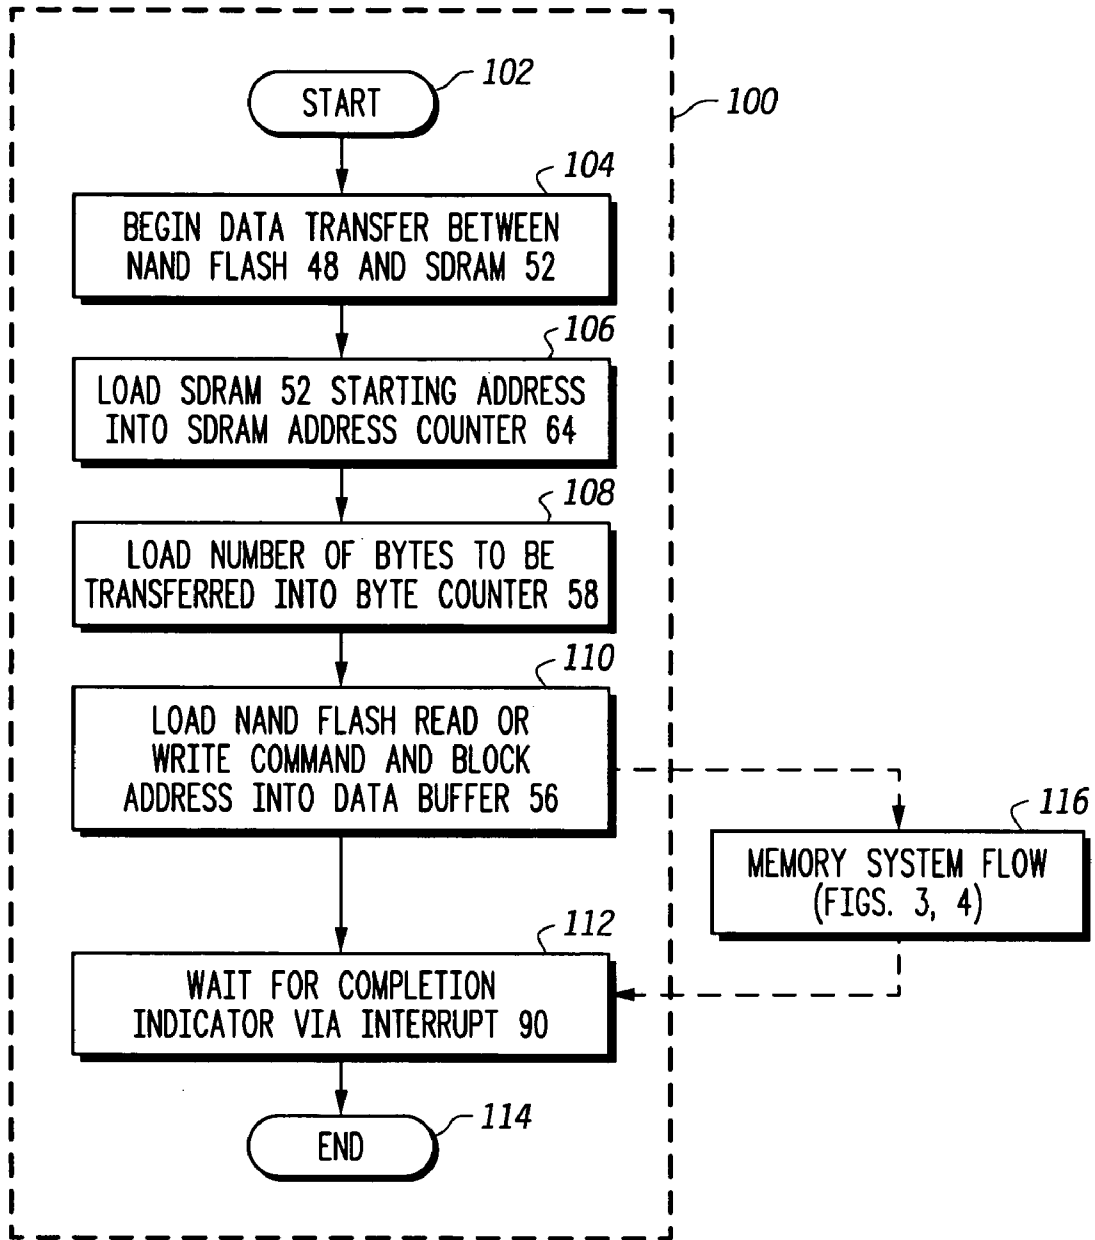 102
START
100
104
BEGIN DATA TRANSFER BETWEEN
NAND FLASH 48 AND SDRAM 52
106
LOAD SDRAM 52 STARTING ADDRESS
INTO SDRAM ADDRESS COUNTER 64
108
LOAD NUMBER OF BYTES TO BE
TRANSFERRED INTO BYTE COUNTER 58
110
LOAD NAND FLASH READ OR
WRITE COMMAND AND BLOCK
ADDRESS INTO DATA BUFFER 56
116
MEMORY SYSTEM FLOW
(FIGS. 3, 4)
112
WAIT FOR COMPLETION
INDICATOR VIA INTERRUPT 90
114
END